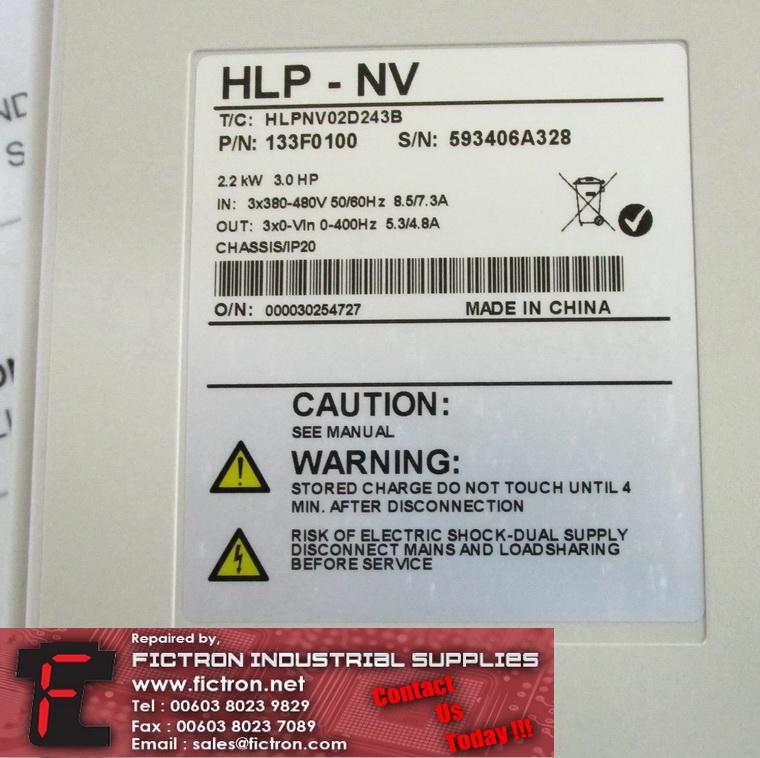 HLP - NV
T/C: HLPNV02D243B
P/N: 133F0100 S/N: 593406A328
2.2 kW 3.0 HP
IN: 3x380-480V 50/60Hz 8.5/7.3A
OUT: 3x0-Vin 0-400Hz 5.3/4.8A
CHASSIS/IP20
O/N: 000030254727 MADE IN CHINA
CAUTION:
SEE MANUAL
WARNING:
STORED CHARGE DO NOT TOUCH UNTIL 4
MIN. AFTER DISCONNECTION
RISK OF ELECTRIC SHOCK-DUAL SUPPLY
DISCONNECT MAINS AND LOADSHARING
BEFORE SERVICE
Repaired by,
FICTRON INDUSTRIAL SUPPLIES
www.fictron.net
Tel : 00603 8023 9829
Fax : 00603 8023 7089
Email : sales@fictron.com
Contact
Us
Today !!!